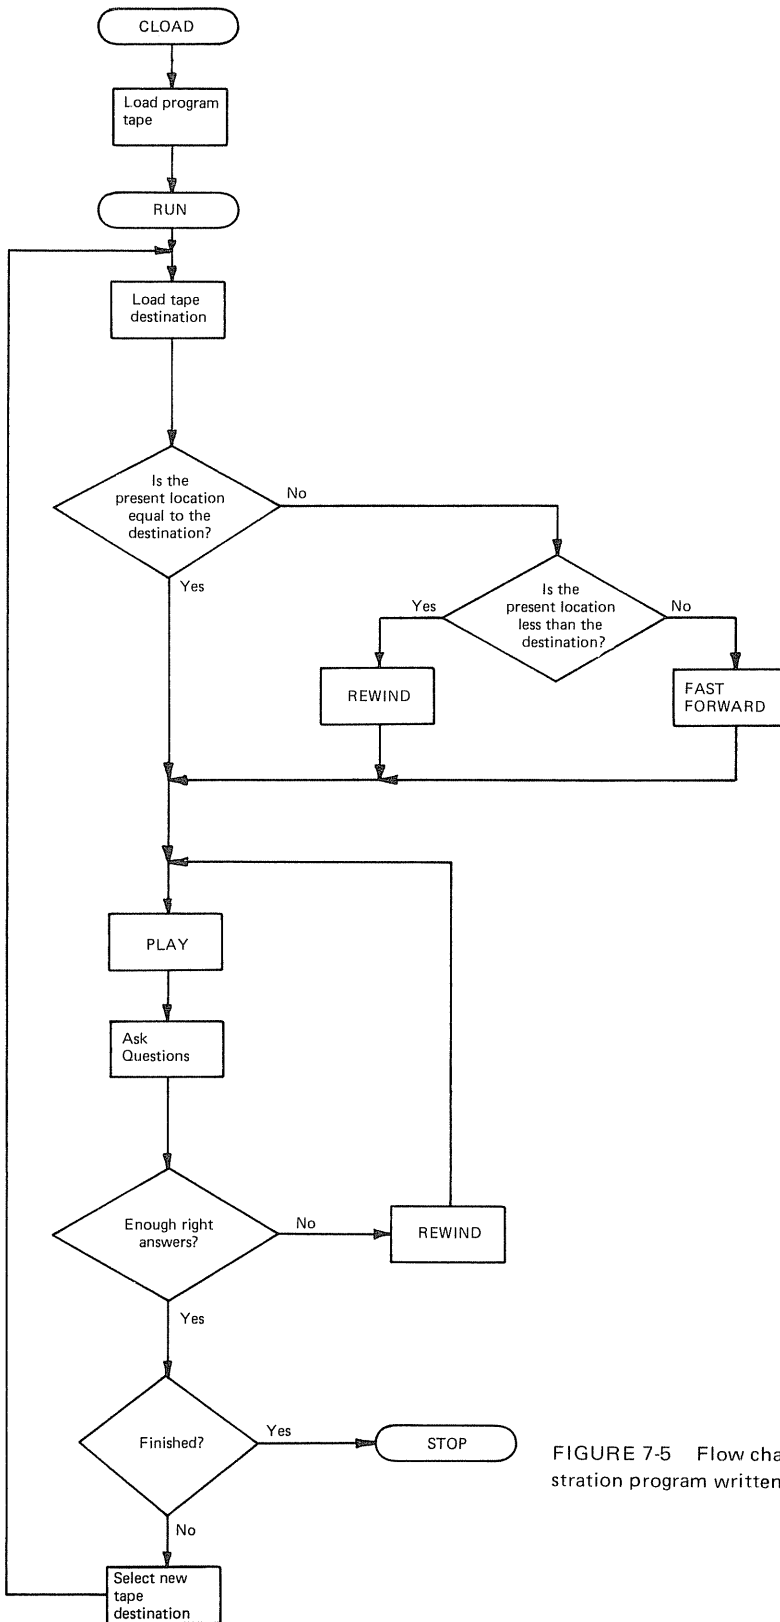 CLOAD
Load program
tape
RUN
Load tape
destination
Is the
present location
equal to the
destination?
No
Yes
Is the
present location
less than the
destination?
Yes
No
REWIND
FAST
FORWARD
PLAY
Ask
Questions
Enough right
answers?
No
REWIND
Yes
Finished?
Yes
STOP
No
Select new
tape
destination
FIGURE 7-5 Flow cha
stration program written